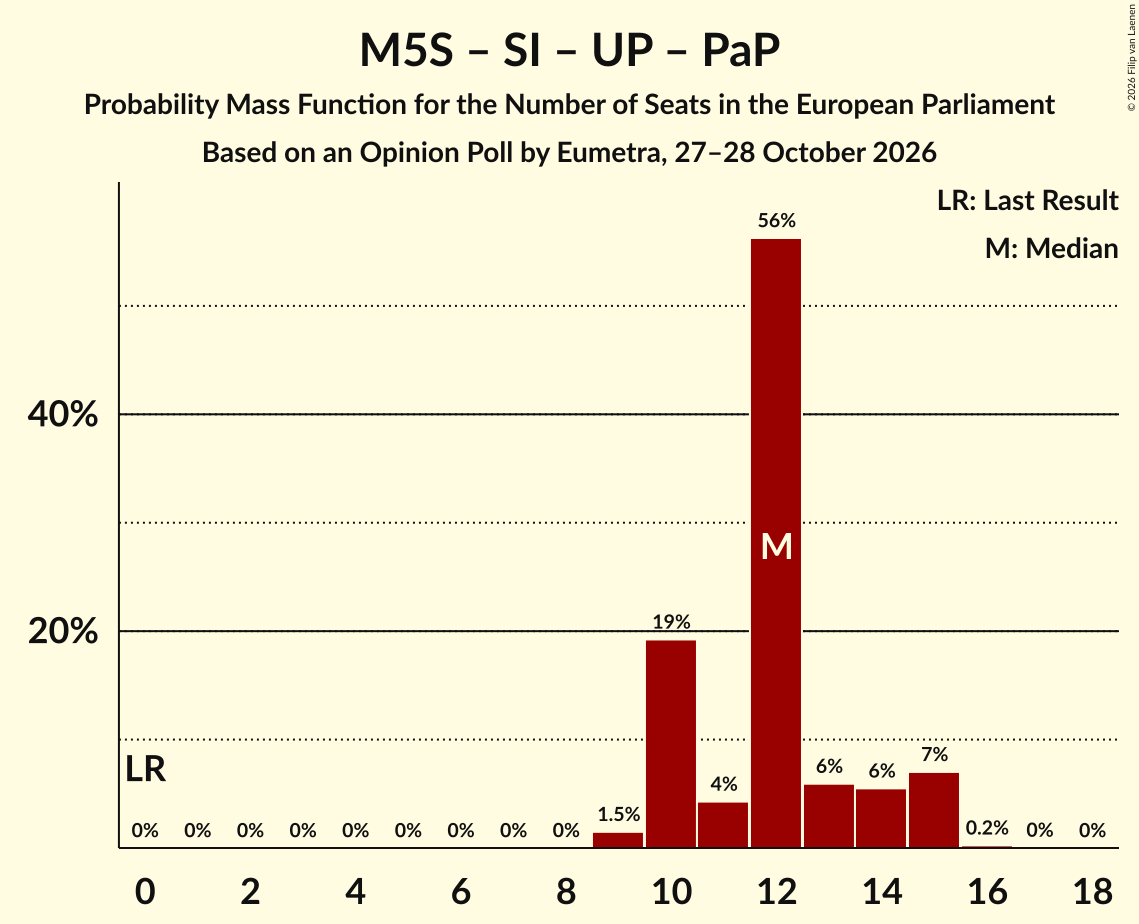 M5S – SI – UP – PaP
Probability Mass Function for the Number of Seats in the European Parliament
Based on an Opinion Poll by Eumetra, 27–28 October 2026
© 2026 Filip van Laenen
LR: Last Result
M: Median
56%
40%
M
19%
20%
LR
7%
6%
6%
4%
1.5%
0.2%
0% 0% 0% 0% 0% 0% 0% 0% 0% 0% 0%
0 2 4 6 8 10 12 14 16 18